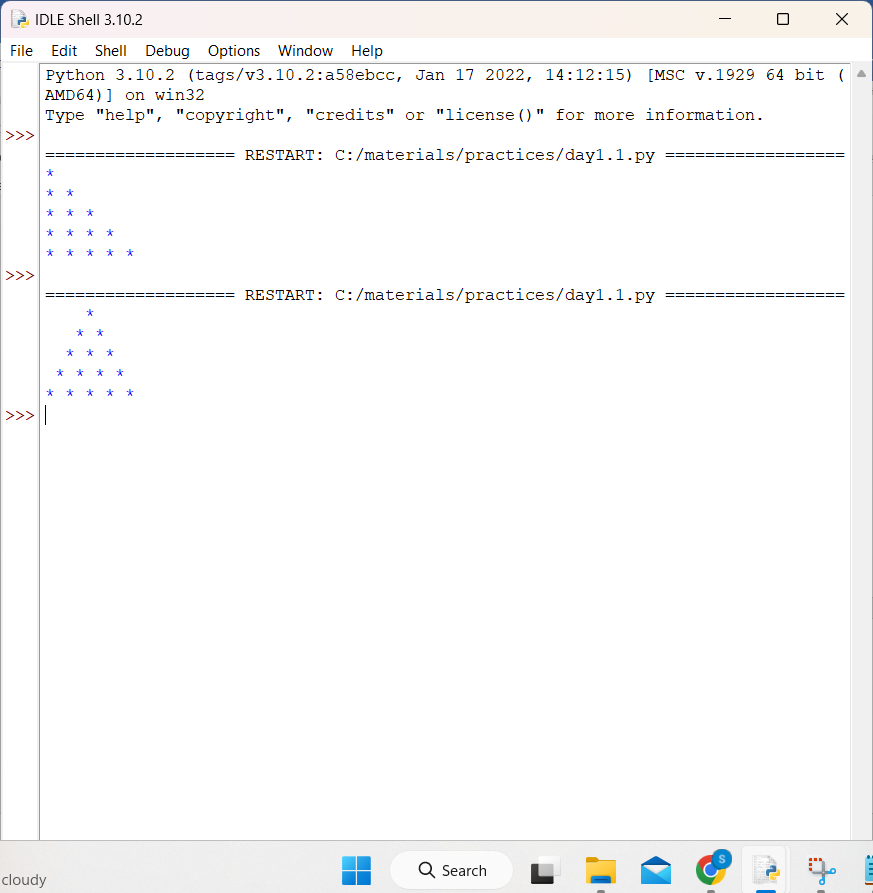 IDLE Shell 3.10.2
File Edit Shell Debug Options Window Help
Python 3.10.2 (tags/v3.10.2:a58ebcc, Jan 17 2022, 14:12:15) [MSC v.1929 64 bit (
AMD64)] on win32
Type "help", "copyright", "credits" or "license()" for more information.
>>>
=================== RESTART: C:/materials/practices/day1.1.py ==================
*
* *
* * *
* * * *
* * * * *
>>>
=================== RESTART: C:/materials/practices/day1.1.py ==================
    *
   * *
  * * *
 * * * *
* * * * *
>>>
cloudy
Search
S